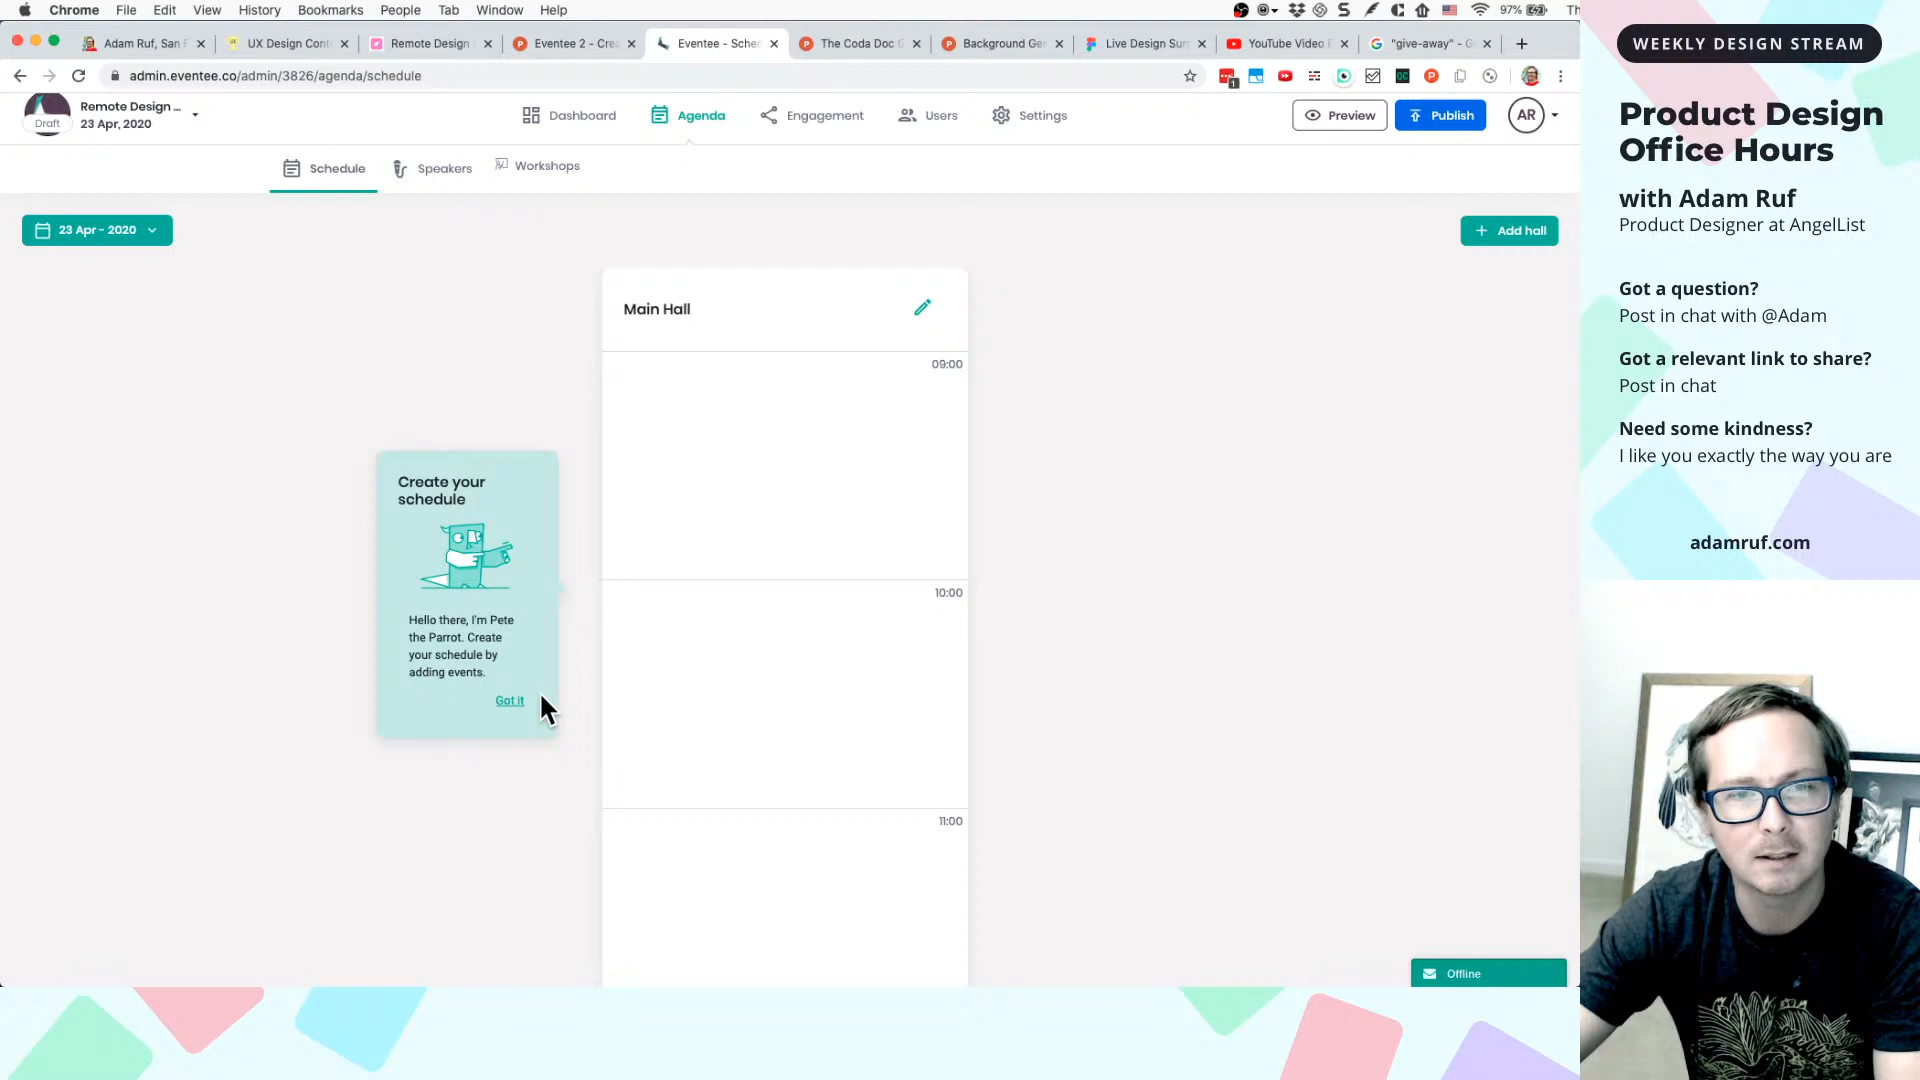 Chrome File Edit View History Bookmarks People Tab Window Help 97% Th
Adam Ruf, San F
UX Design Cont
Remote Design
Eventee 2 - Crea
Eventee - Sche
The Coda Doc G
Background Ge
Live Design Sum
YouTube Video E
"give-away" - G
admin.eventee.co/admin/3826/agenda/schedule
Draft
Remote Design ...
23 Apr, 2020
Dashboard
Agenda
Engagement
Users
Settings
Preview
Publish
AR
Schedule
Speakers
Workshops
23 Apr - 2020
+ Add hall
Main Hall
09:00
10:00
11:00
Create your
schedule
Hello there, I'm Pete
the Parrot. Create
your schedule by
adding events.
Got it
Offline
WEEKLY DESIGN STREAM
Product Design
Office Hours
with Adam Ruf
Product Designer at AngelList
Got a question?
Post in chat with @Adam
Got a relevant link to share?
Post in chat
Need some kindness?
I like you exactly the way you are
adamruf.com